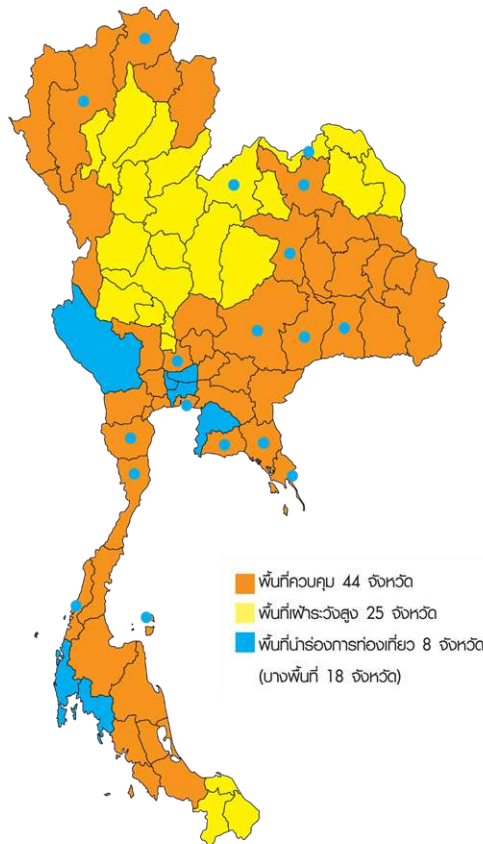 พื้นที่ควบคุม 44 จังหวัด
พื้นที่เฝ้าระวังสูง 25 จังหวัด
พื้นที่นำร่องการท่องเที่ยว 8 จังหวัด
(บางพื้นที่ 18 จังหวัด)